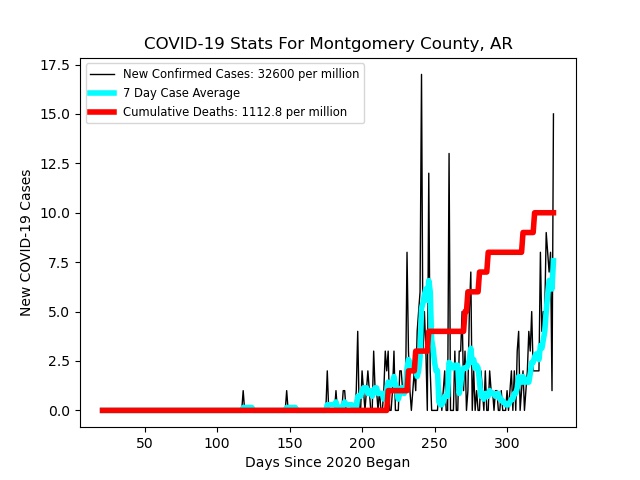 COVID-19 Stats For Montgomery County, AR
New Confirmed Cases: 32600 per million
7 Day Case Average
Cumulative Deaths: 1112.8 per million
New COVID-19 Cases
17.5
15.0
12.5
10.0
7.5
5.0
2.5
0.0
50 100 150 200 250 300
Days Since 2020 Began